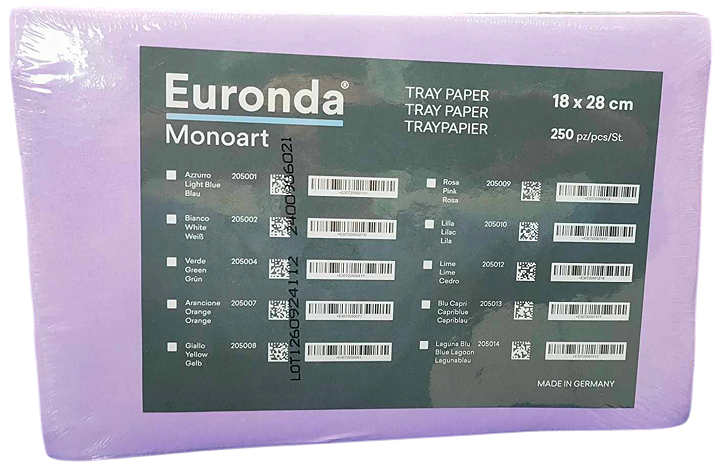 Euronda®
Monoart
TRAY PAPER
TRAY PAPER
TRAYPAPIER
18 x 28 cm
250 pz/pcs/St.
Azzurro 205001
Light Blue
Blau
Bianco 205002
White
Weiß
Verde 205004
Green
Grün
Arancione 205007
Orange
Orange
Giallo 205008
Yellow
Gelb
Rosa 205009
Pink
Rosa
Lilla 205010
Lilac
Lila
Lime 205012
Lime
Cedro
Blu Capri 205013
Capriblue
Capriblau
Laguna Blu 205014
Blue Lagoon
Lagunablau
MADE IN GERMANY